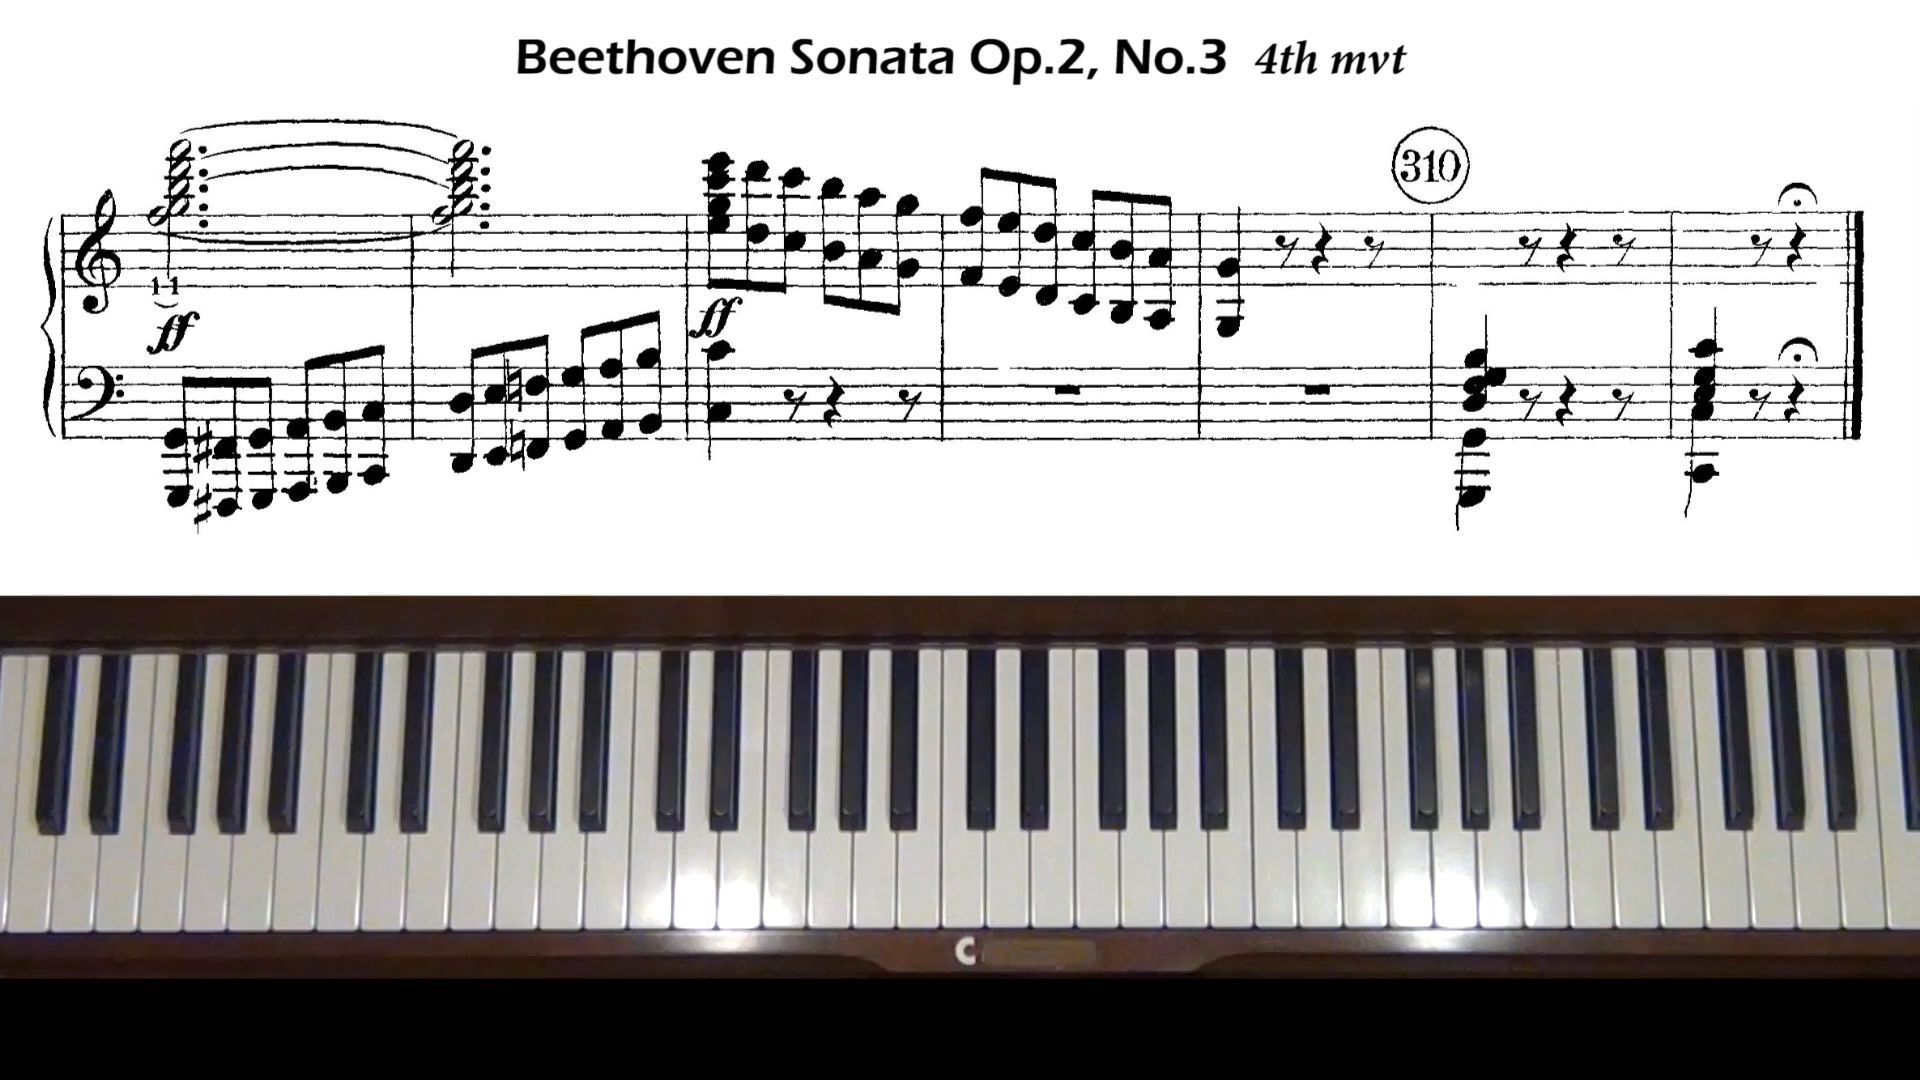 Beethoven Sonata Op.2, No.3 4th mvt
310
1 1
ff
ff
C